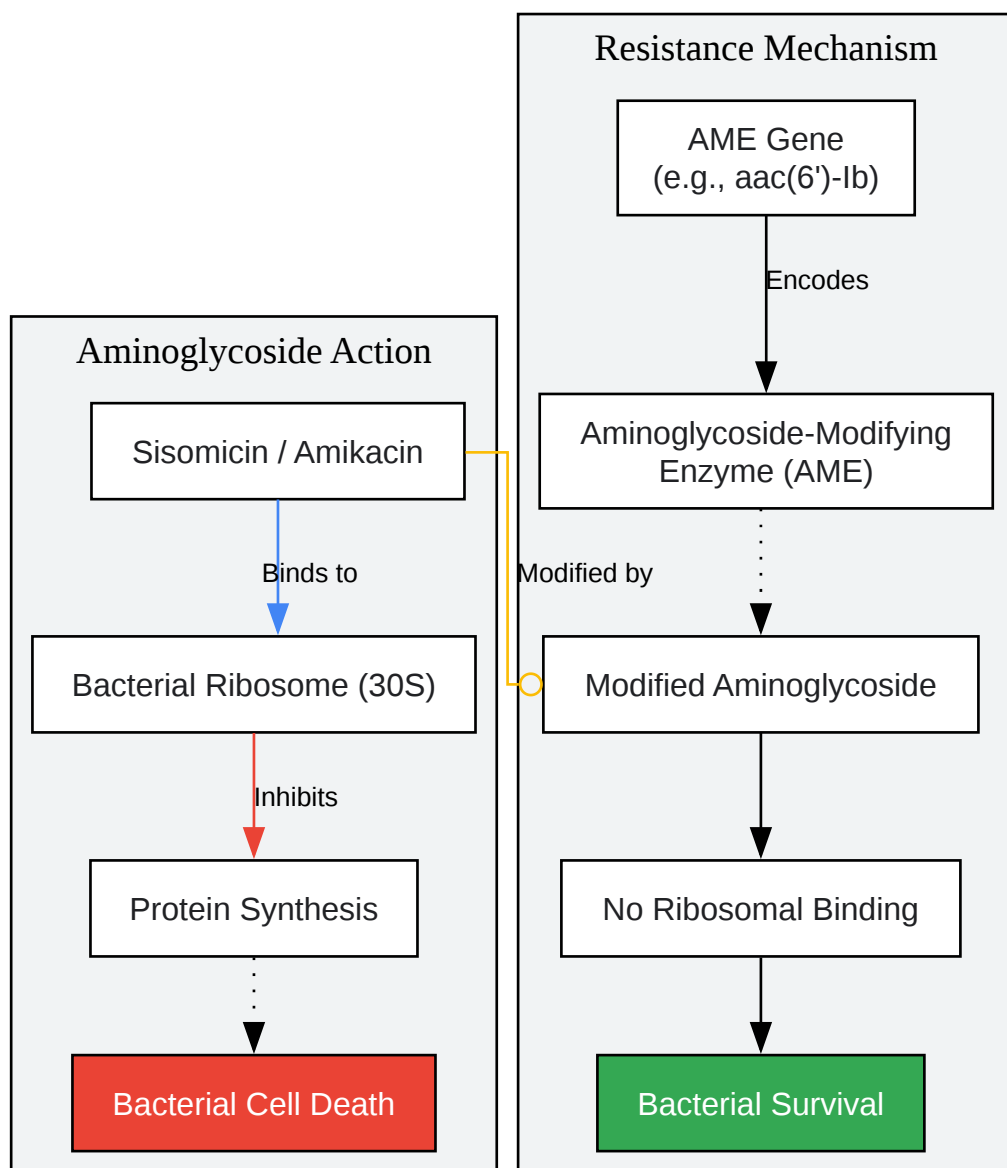 Resistance Mechanism
AME Gene
(e.g., aac(6')-Ib)
Encodes
Aminoglycoside-Modifying
Enzyme (AME)
Modified by
Modified Aminoglycoside
No Ribosomal Binding
Bacterial Survival
Aminoglycoside Action
Sisomicin / Amikacin
Binds to
Bacterial Ribosome (30S)
Inhibits
Protein Synthesis
Bacterial Cell Death